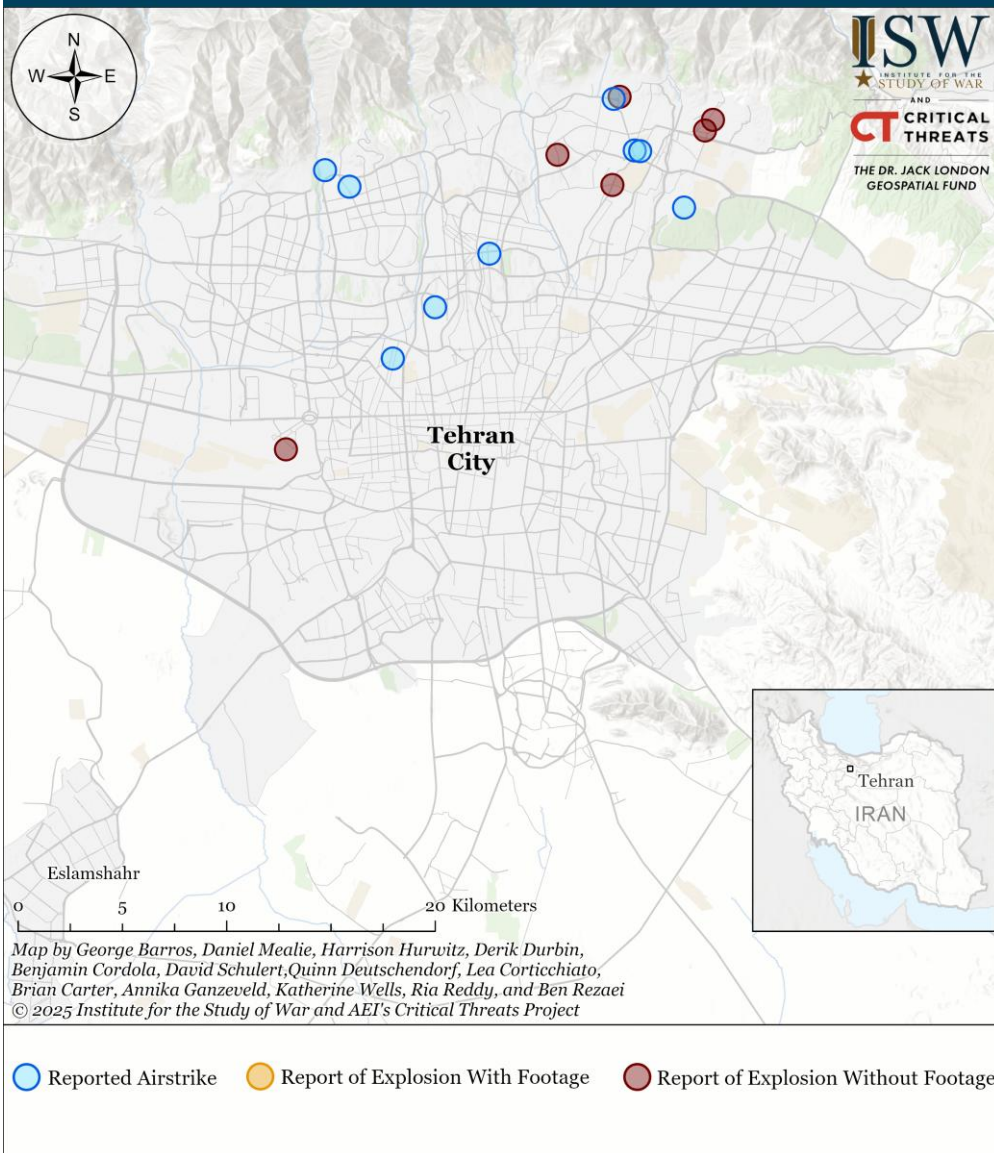 N
W E
S
ISW
INSTITUTE FOR THE
STUDY OF WAR
AND
CT CRITICAL
THREATS
THE DR. JACK LONDON
GEOSPATIAL FUND
Tehran
City
Tehran
IRAN
Eslamshahr
0 5 10 20 Kilometers
Map by George Barros, Daniel Mealie, Harrison Hurwitz, Derik Durbin,
Benjamin Cordola, David Schulert,Quinn Deutschendorf, Lea Corticchiato,
Brian Carter, Annika Ganzeveld, Katherine Wells, Ria Reddy, and Ben Rezaei
© 2025 Institute for the Study of War and AEI's Critical Threats Project
Reported Airstrike Report of Explosion With Footage Report of Explosion Without Footage